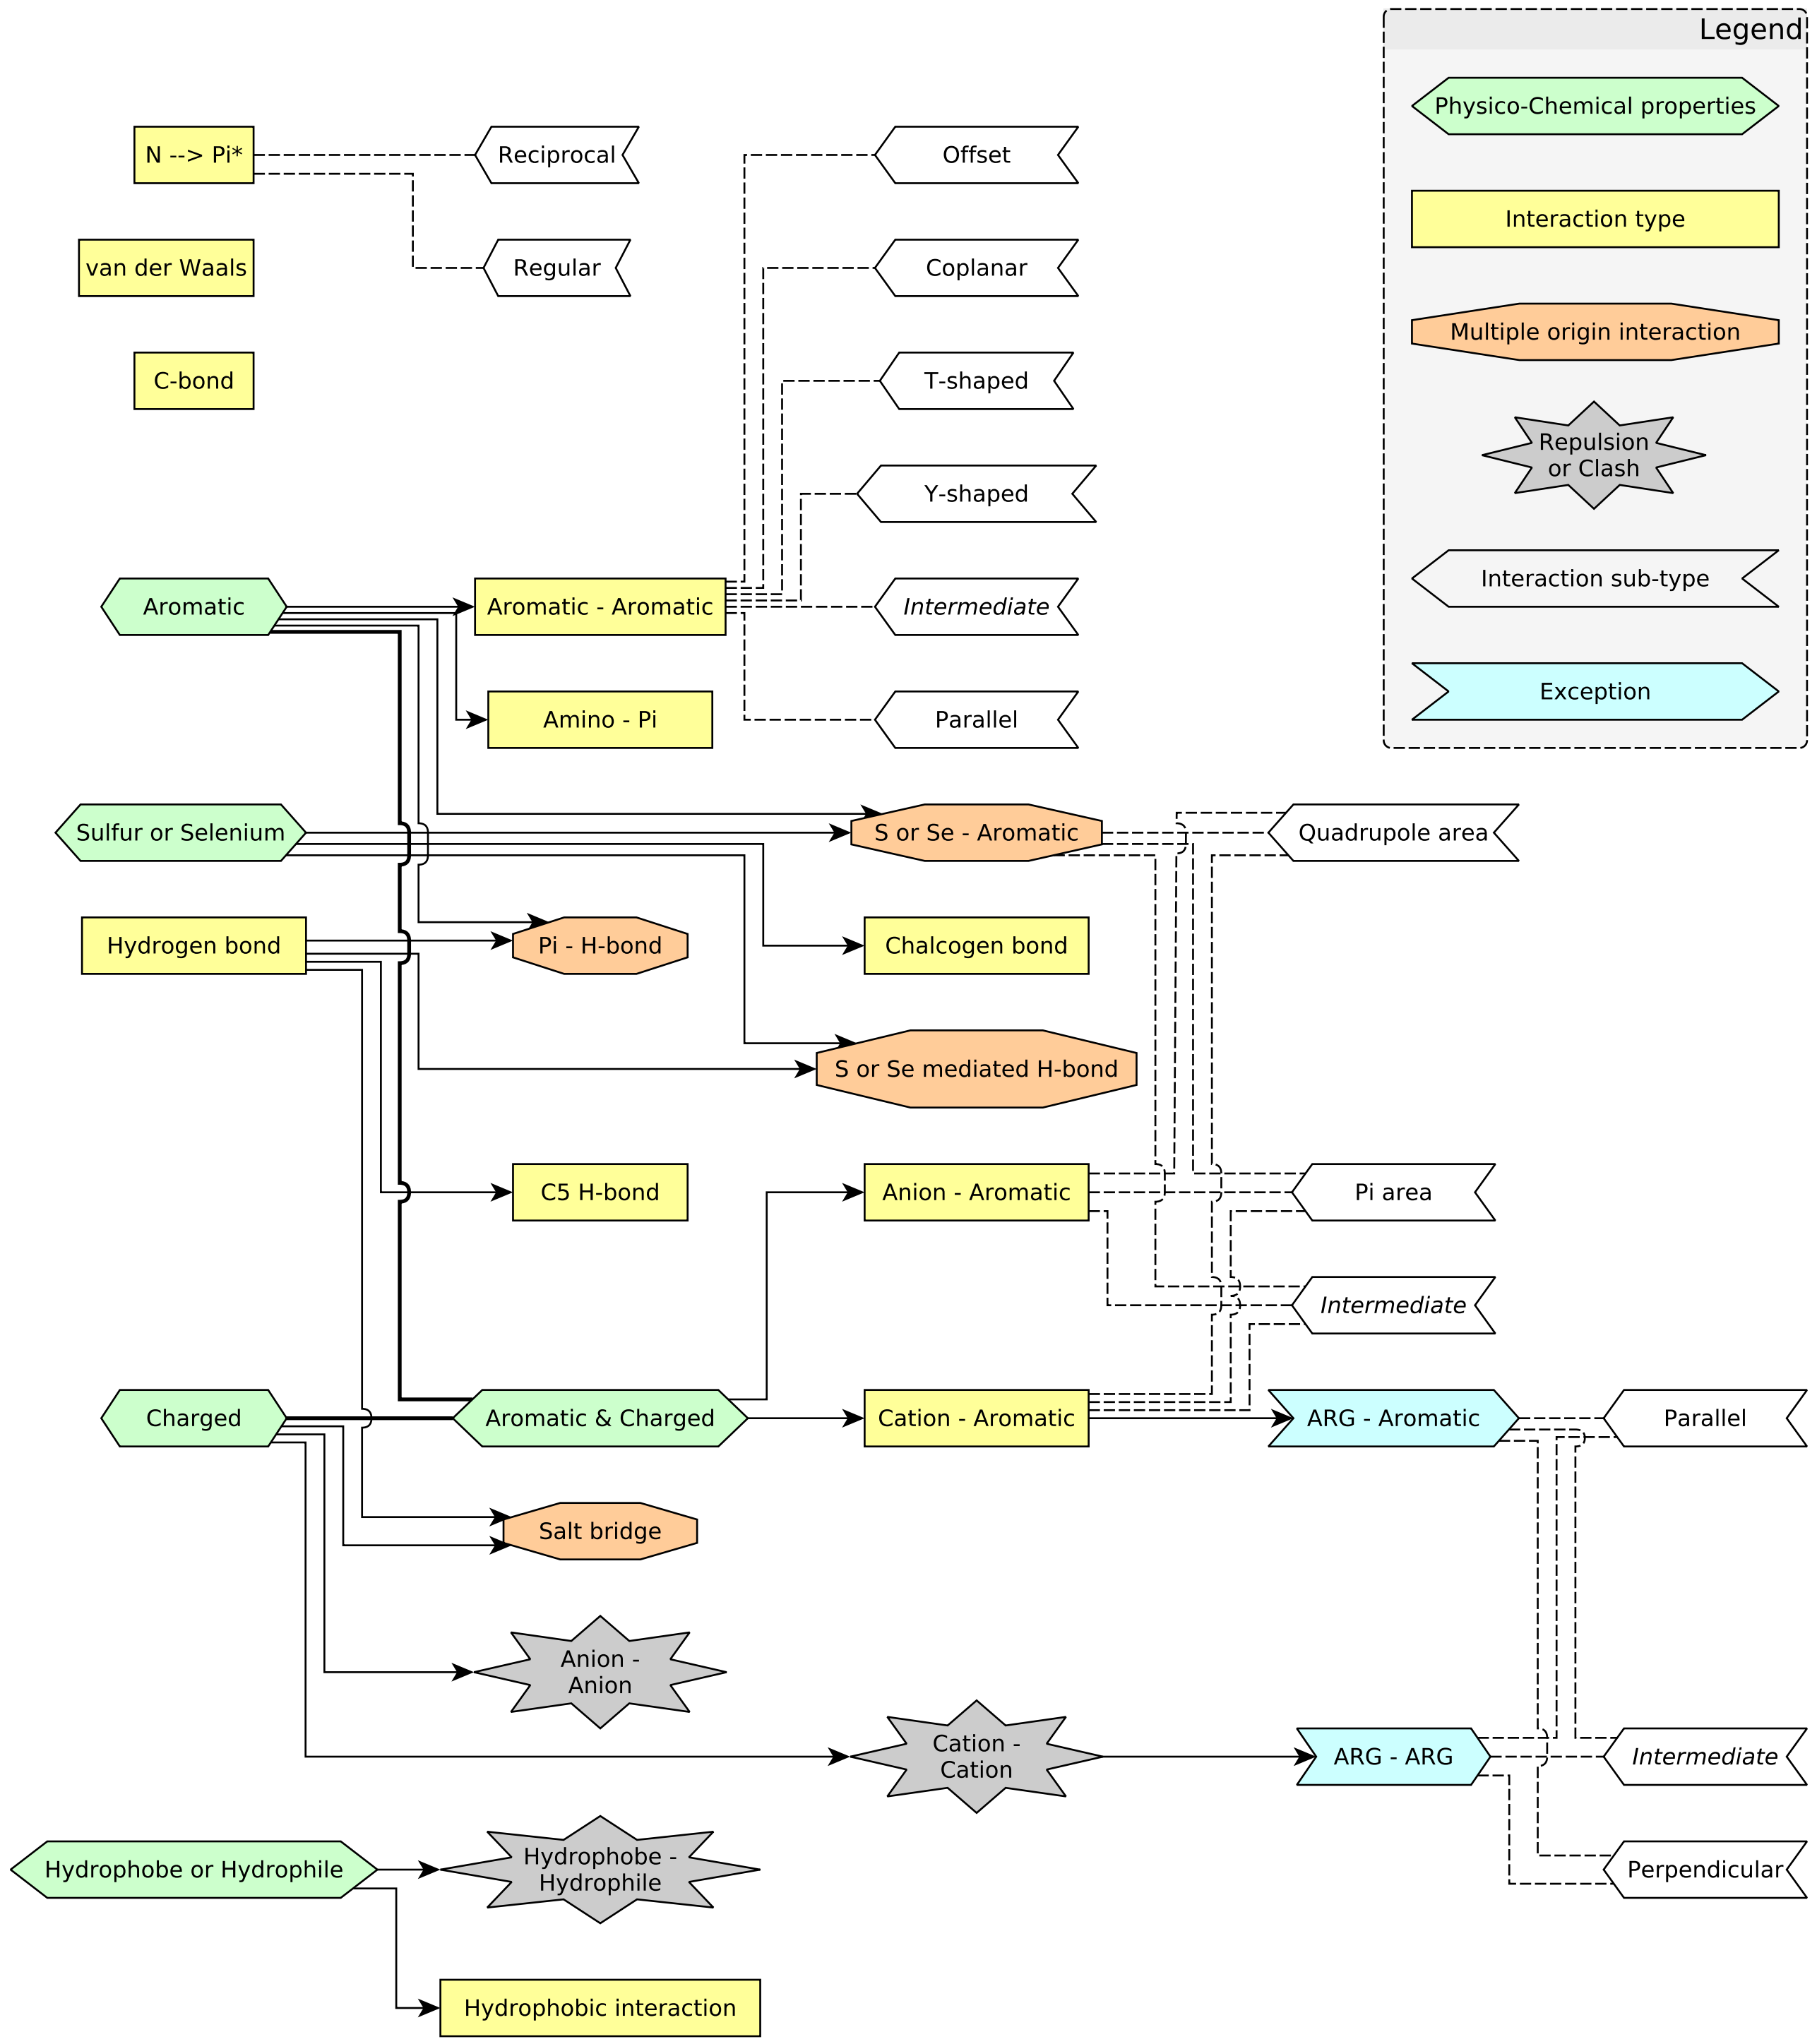 Legend
Physico-Chemical properties
Interaction type
Multiple origin interaction
Repulsion
or Clash
Interaction sub-type
Exception
N --> Pi*
Reciprocal
Offset
van der Waals
Regular
Coplanar
C-bond
T-shaped
Y-shaped
Aromatic
Aromatic - Aromatic
Intermediate
Amino - Pi
Parallel
Sulfur or Selenium
S or Se - Aromatic
Quadrupole area
Hydrogen bond
Pi - H-bond
Chalcogen bond
S or Se mediated H-bond
C5 H-bond
Anion - Aromatic
Pi area
Intermediate
Charged
Aromatic & Charged
Cation - Aromatic
ARG - Aromatic
Parallel
Salt bridge
Anion -
Anion
Cation -
Cation
ARG - ARG
Intermediate
Hydrophobe or Hydrophile
Hydrophobe -
Hydrophile
Perpendicular
Hydrophobic interaction